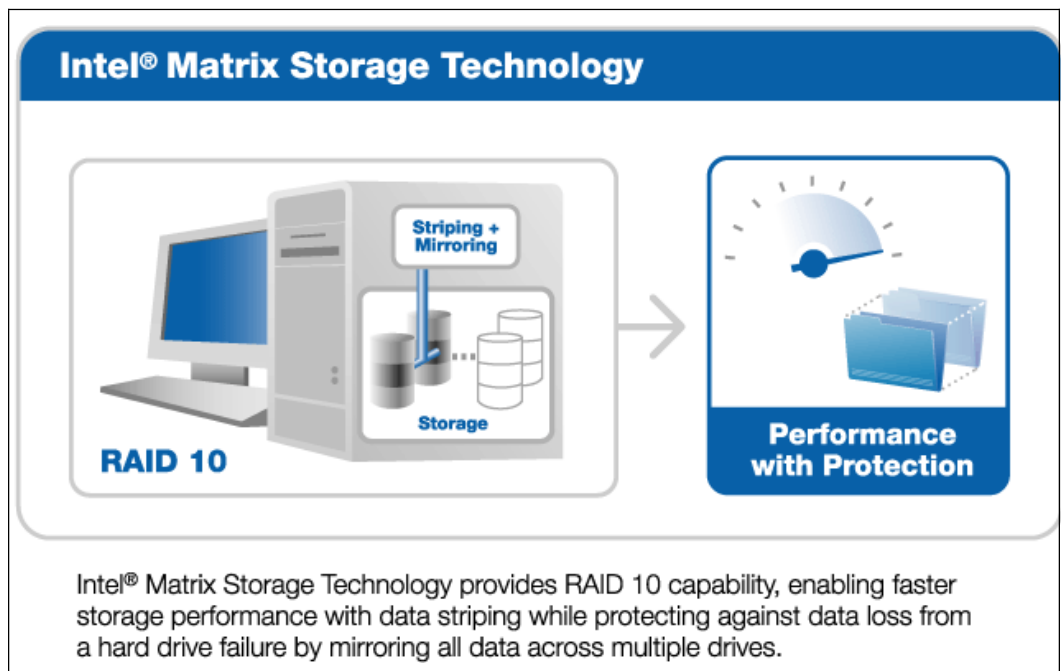 Intel® Matrix Storage Technology
Striping +
Mirroring
Storage
RAID 10
Performance
with Protection
Intel® Matrix Storage Technology provides RAID 10 capability, enabling faster
storage performance with data striping while protecting against data loss from
a hard drive failure by mirroring all data across multiple drives.